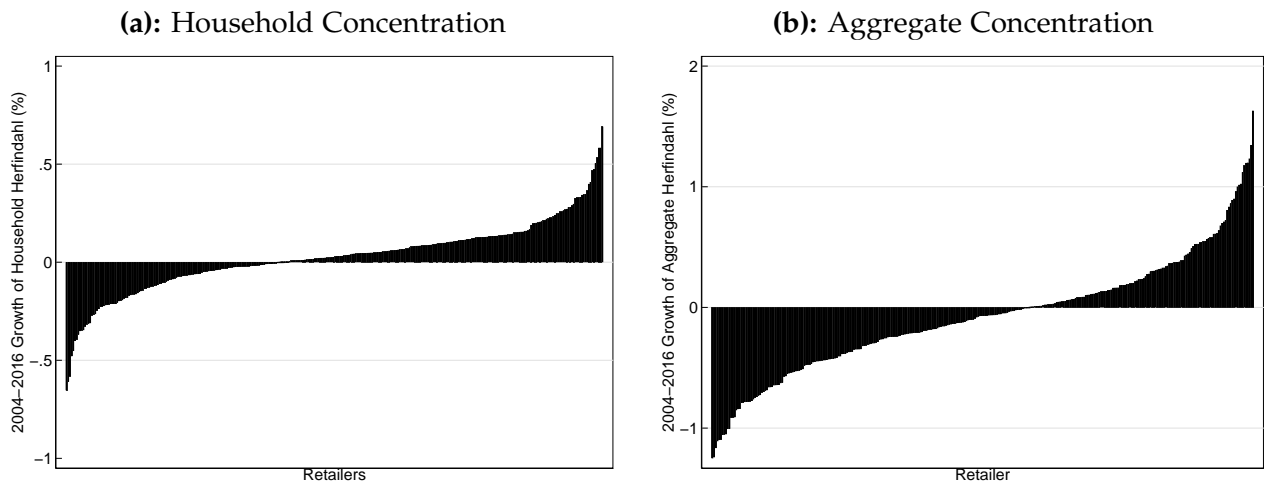 (a): Household Concentration
2004–2016 Growth of Household Herfindahl (%)
1
.5
0
−.5
−1
Retailers
(b): Aggregate Concentration
2004–2016 Growth of Aggregate Herfindahl (%)
2
1
0
−1
Retailer